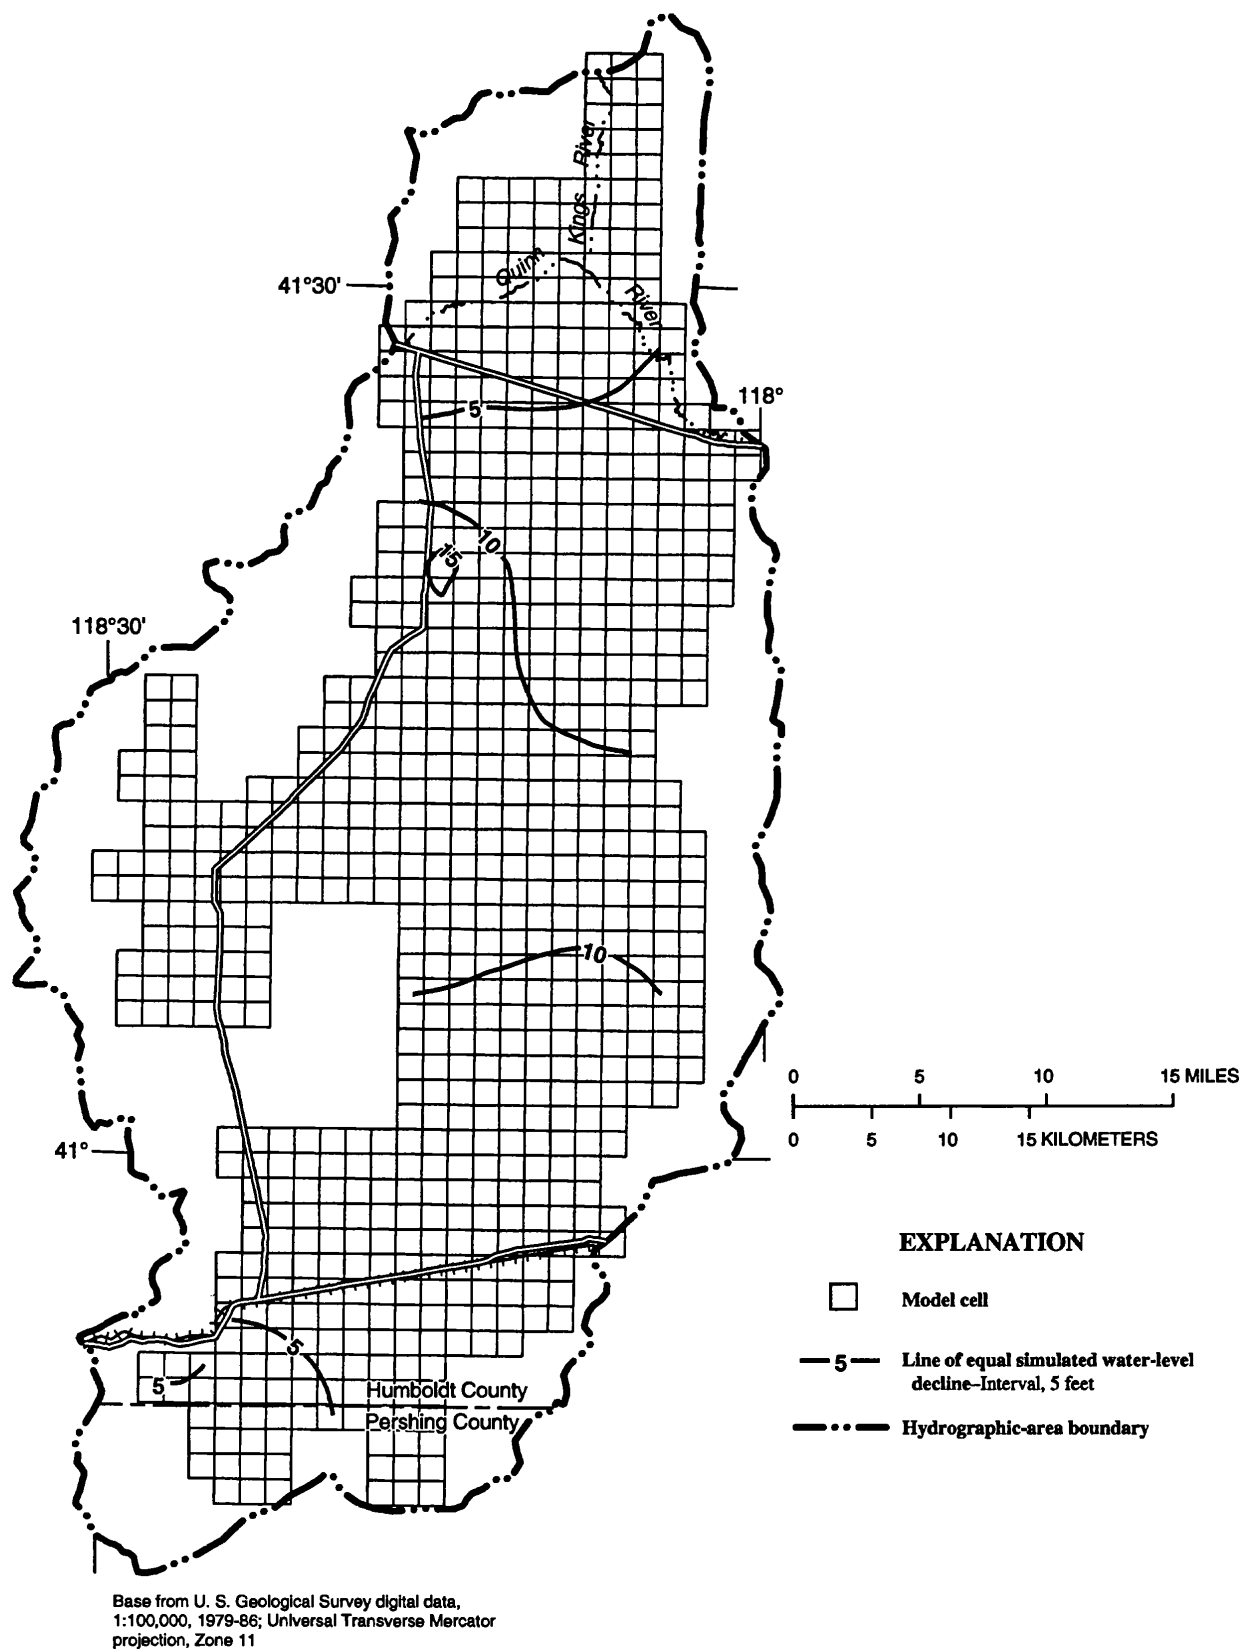 River
Kings
Quinn
River
41°30'
118°
5
10
15
118°30'
10
0 5 10 15 MILES
0 5 10 15 KILOMETERS
41°
EXPLANATION
Model cell
5
Line of equal simulated water-level
decline–Interval, 5 feet
Hydrographic-area boundary
5
5
Humboldt County
Pershing County
Base from U. S. Geological Survey digital data,
1:100,000, 1979-86; Universal Transverse Mercator
projection, Zone 11